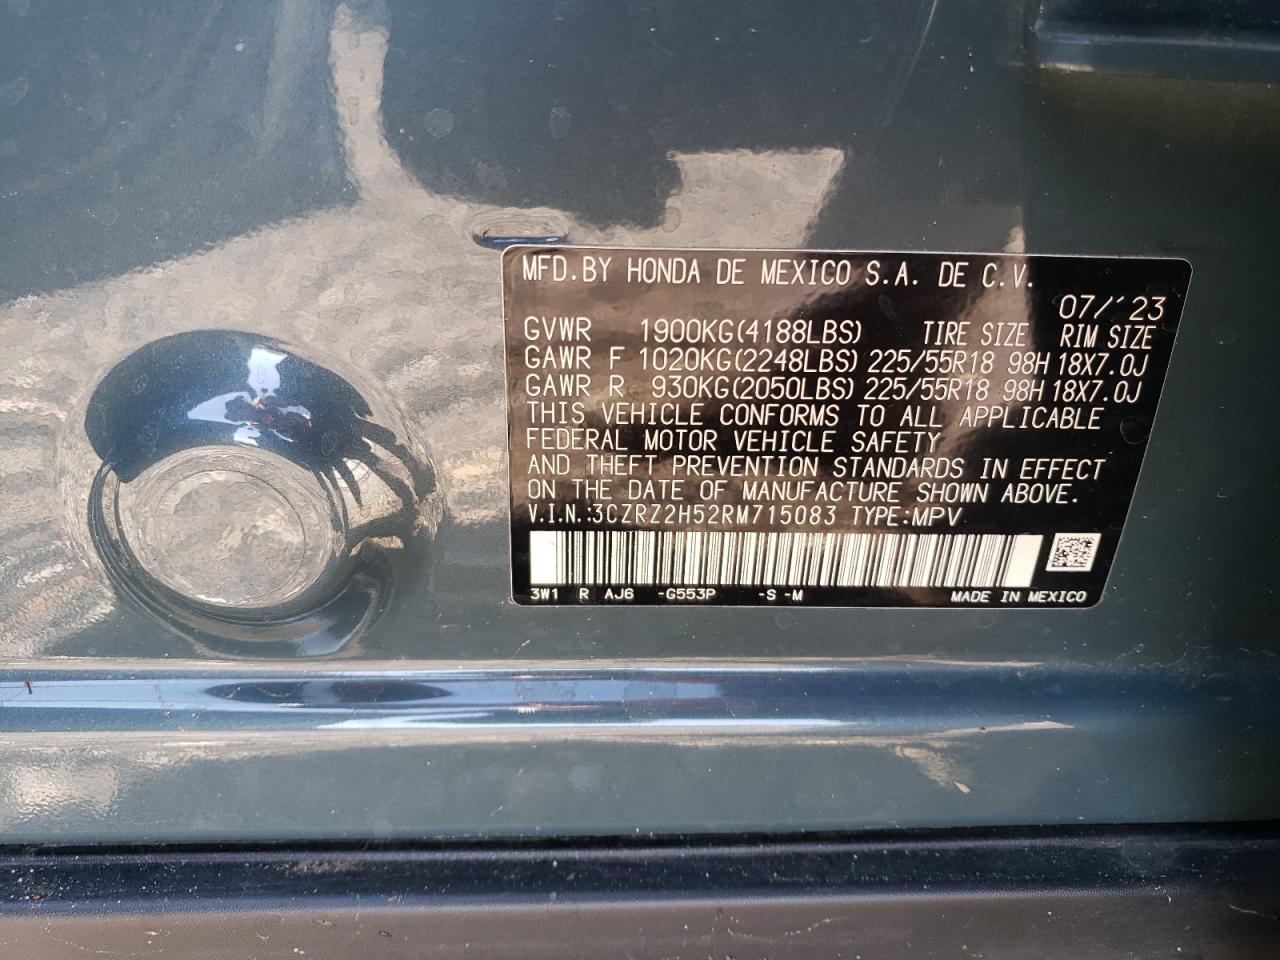 MFD.BY HONDA DE MEXICO S.A. DE C.V.
07/'23
GVWR 1900KG(4188LBS) TIRE SIZE RIM SIZE
GAWR F 1020KG(2248LBS) 225/55R18 98H 18X7.0J
GAWR R 930KG(2050LBS) 225/55R18 98H 18X7.0J
THIS VEHICLE CONFORMS TO ALL APPLICABLE
FEDERAL MOTOR VEHICLE SAFETY
AND THEFT PREVENTION STANDARDS IN EFFECT
ON THE DATE OF MANUFACTURE SHOWN ABOVE.
V.I.N.:3CZRZ2H52RM715083 TYPE:MPV
3W1 R AJ6 -G553P -S -M MADE IN MEXICO